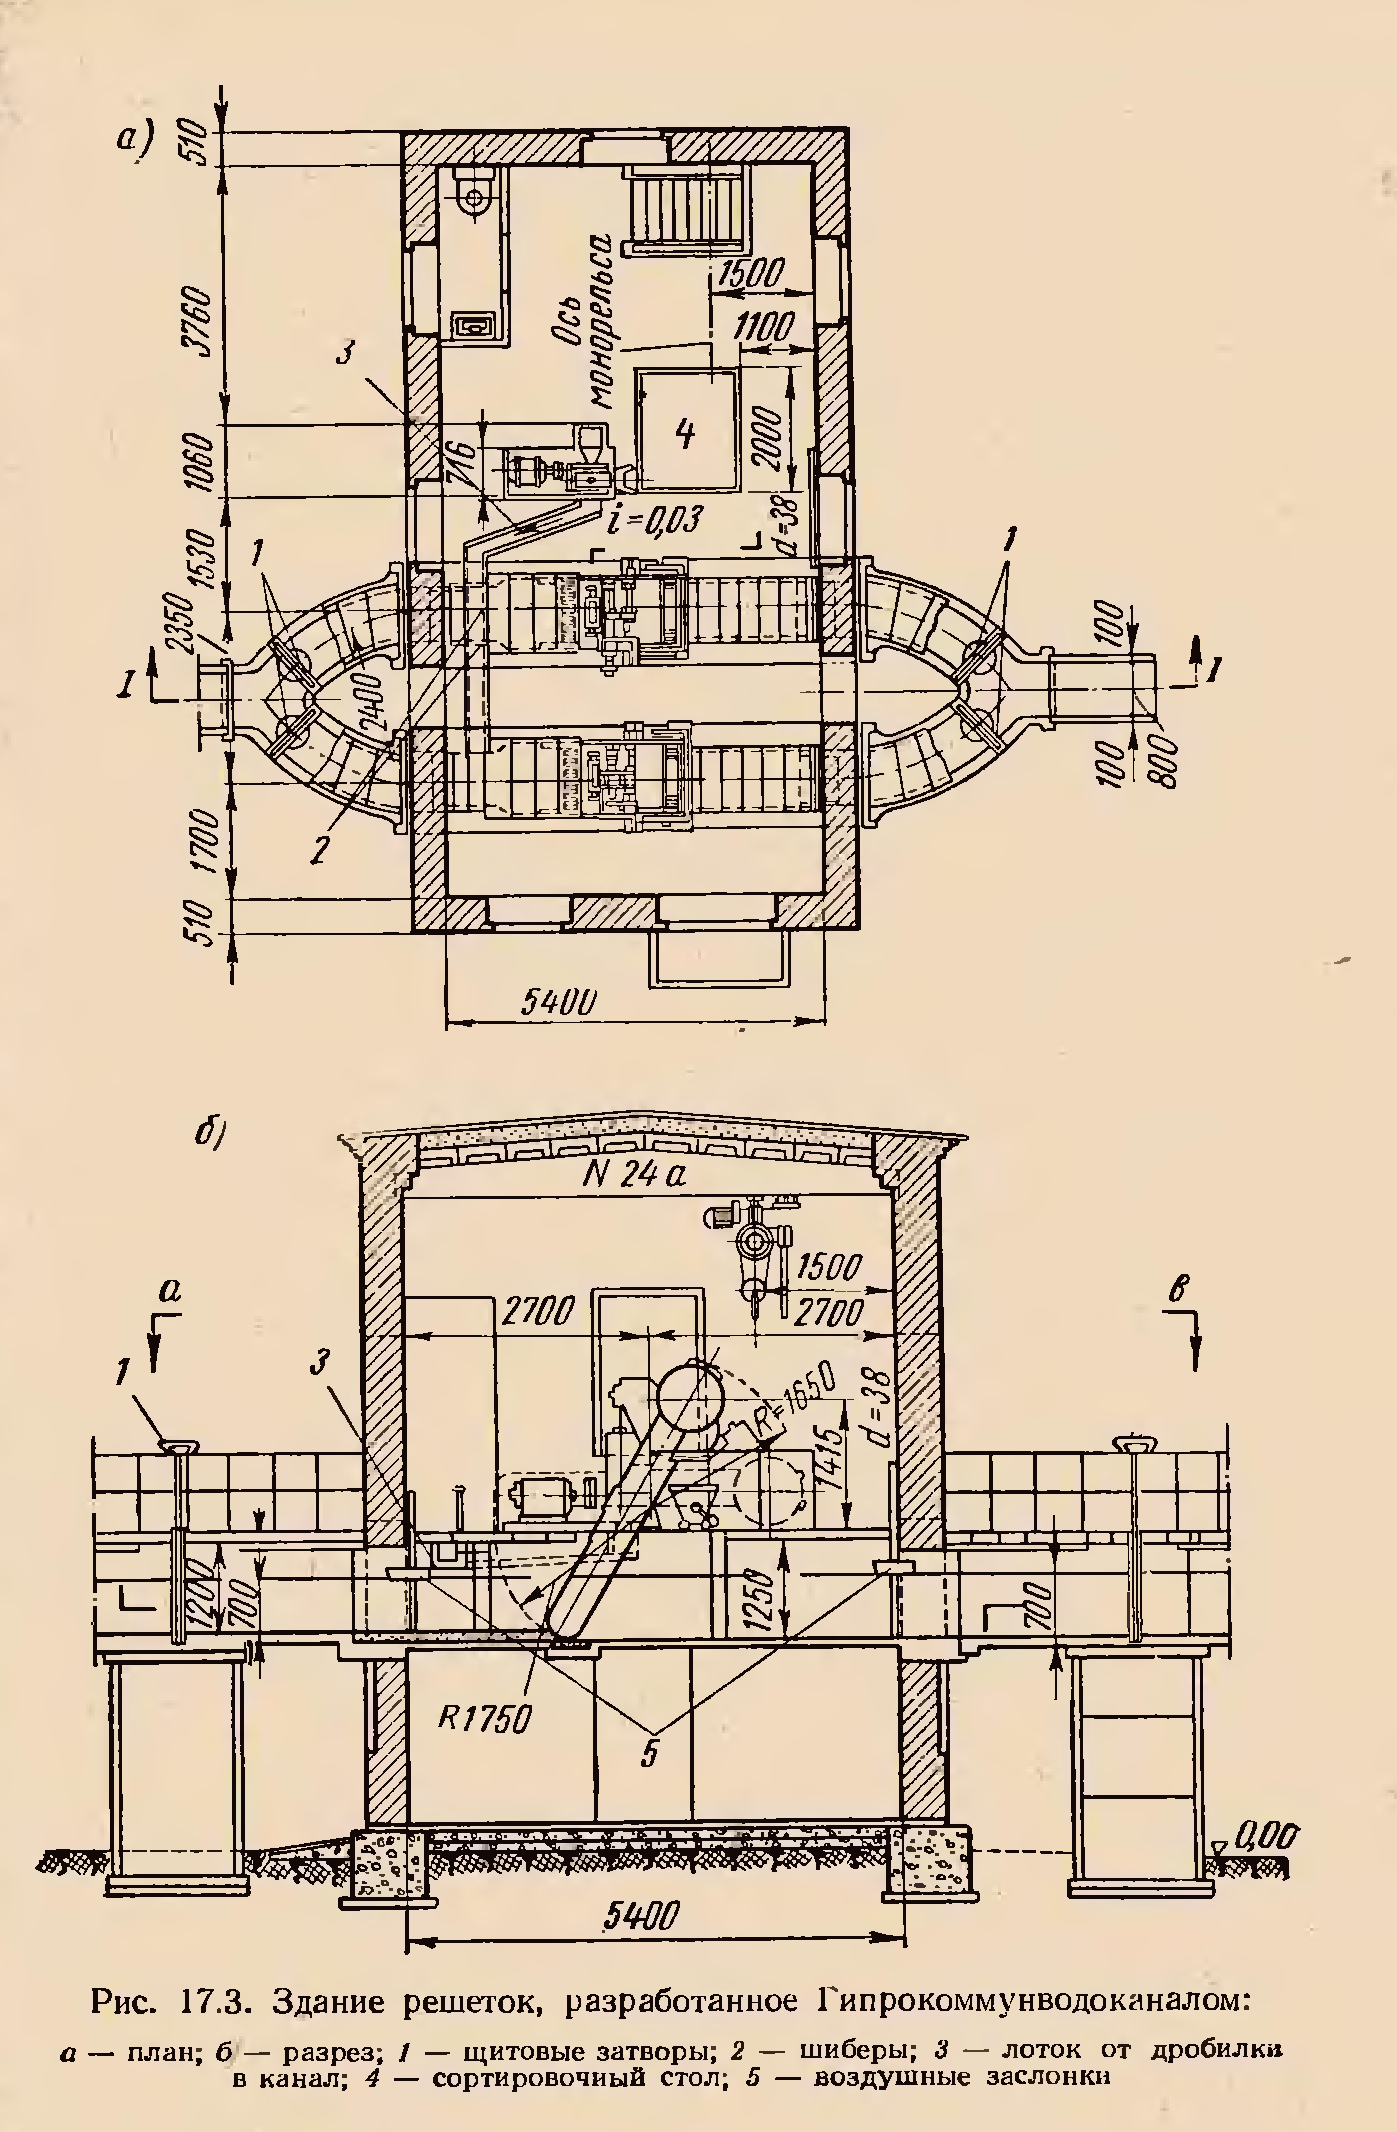 а)
510
3760
1060
1530
2350
1700
510
3
1
716
2400
2
Ось
монорельса
1500
1100
2000
4
i=0,03
d=38
1
100
100
800
I
I
5400
б)
N 24а
а
в
1
3
2700
1500
2700
R=1650
1415
d=38
1200
700
1250
700
R1750
5
0,00
5400
Рис. 17.3. Здание решеток, разработанное Гипрокоммунводоканалом:
а — план; б — разрез; 1 — щитовые затворы; 2 — шиберы; 3 — лоток от дробилки
в канал; 4 — сортировочный стол; 5 — воздушные заслонки